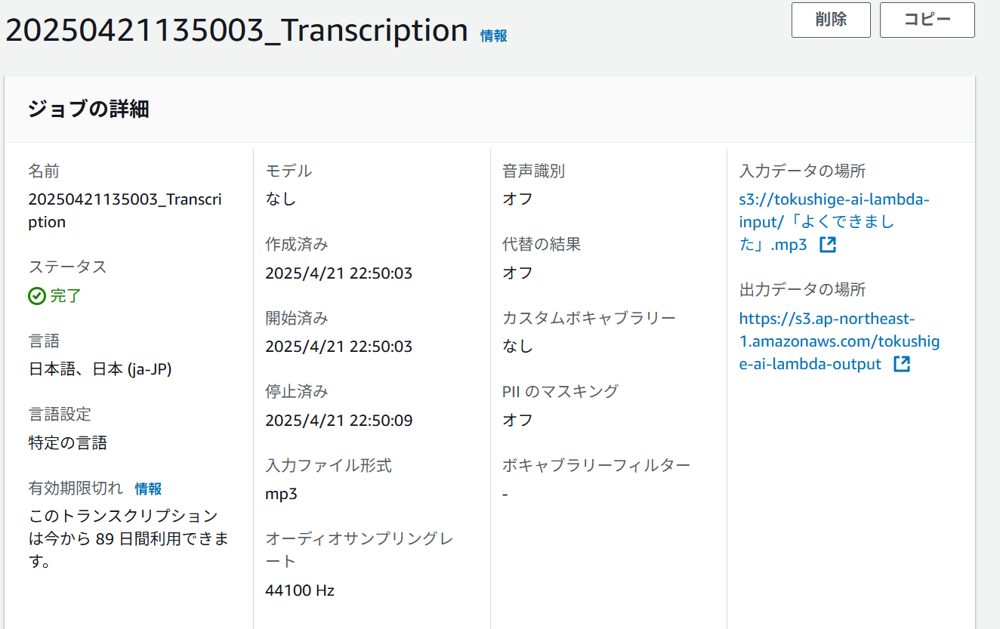 20250421135003_Transcription 情報
削除
コピー
ジョブの詳細
名前
20250421135003_Transcri
ption
ステータス
完了
言語
日本語、日本 (ja-JP)
言語設定
特定の言語
有効期限切れ 情報
このトランスクリプション
は今から 89 日間利用できま
す。
モデル
なし
作成済み
2025/4/21 22:50:03
開始済み
2025/4/21 22:50:03
停止済み
2025/4/21 22:50:09
入力ファイル形式
mp3
オーディオサンプリングレ
ート
44100 Hz
音声識別
オフ
代替の結果
オフ
カスタムボキャブラリー
なし
PII のマスキング
オフ
ボキャブラリーフィルター
-
入力データの場所
s3://tokushige-ai-lambda-
input/「よくできまし
た」.mp3
出力データの場所
https://s3.ap-northeast-
1.amazonaws.com/tokushig
e-ai-lambda-output